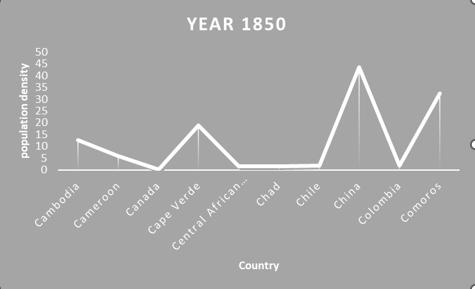 YEAR 1850
population density
50
45
40
35
30
25
20
15
10
5
0
Cambodia
Cameroon
Canada
Cape Verde
Central African...
Chad
Chile
China
Colombia
Comoros
Country